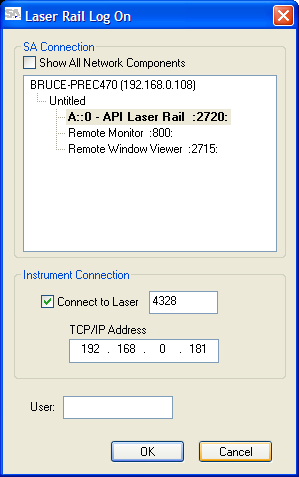 SA Laser Rail Log On
SA Connection
Show All Network Components
BRUCE-PREC470 (192.168.0.108)
Untitled
A::0 - API Laser Rail :2720:
Remote Monitor :800:
Remote Window Viewer :2715:
Instrument Connection
Connect to Laser 4328
TCP/IP Address
192 . 168 . 0 . 181
User:
OK Cancel